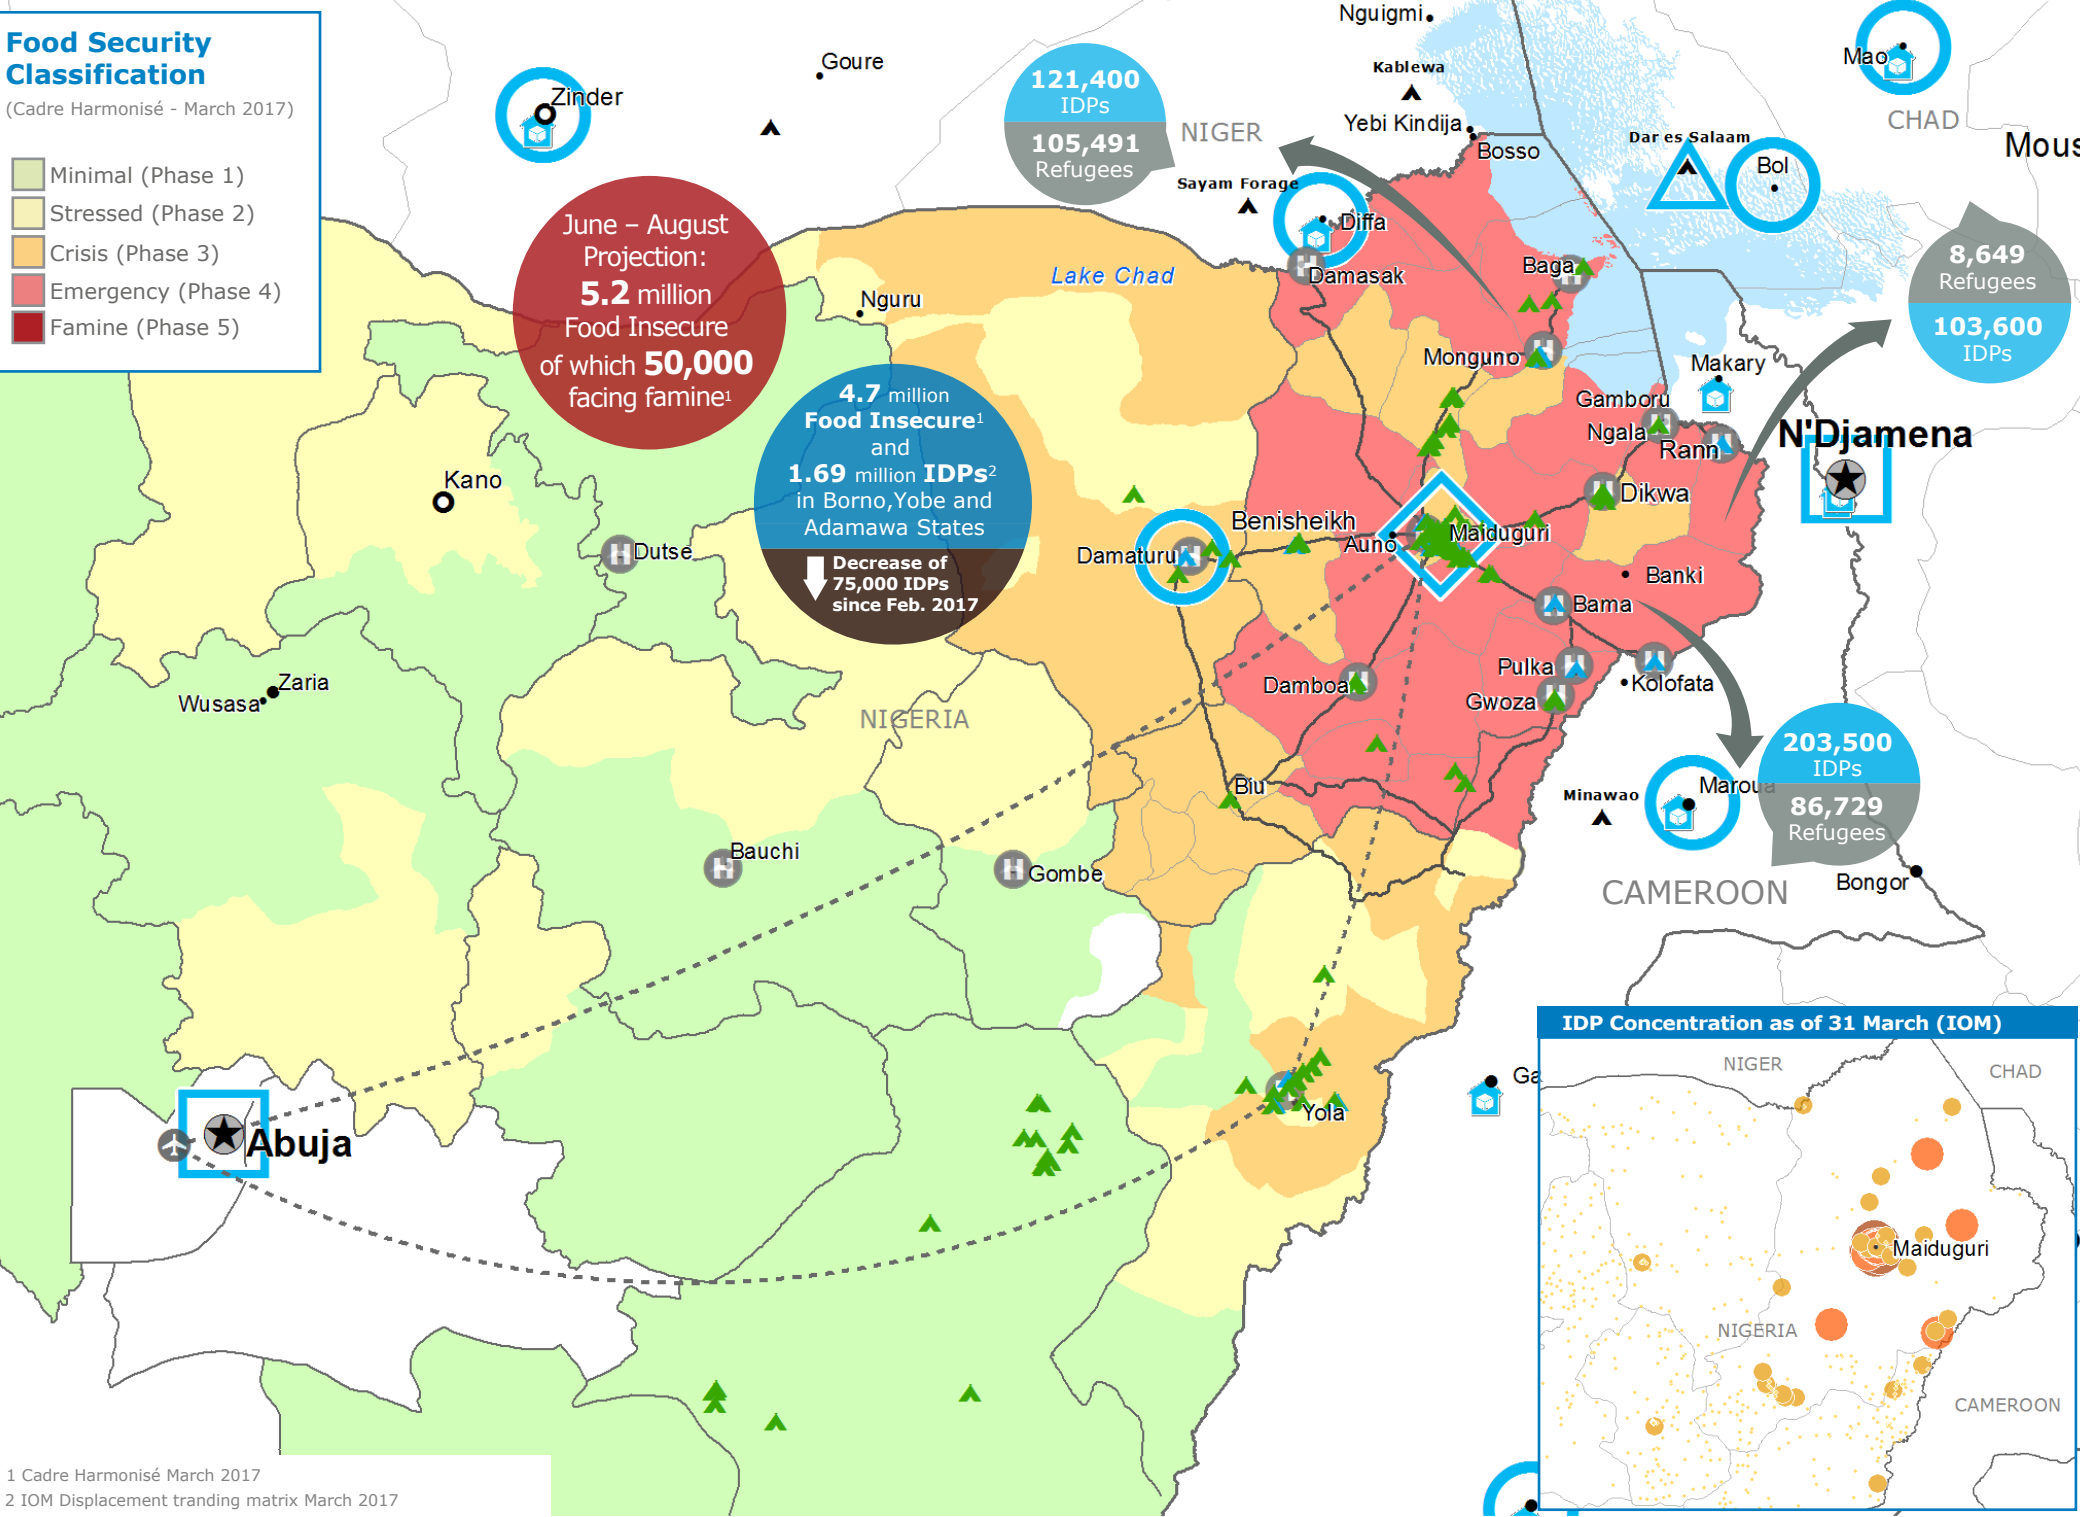 Food Security
Classification
(Cadre Harmonisé - March 2017)
Minimal (Phase 1)
Stressed (Phase 2)
Crisis (Phase 3)
Emergency (Phase 4)
Famine (Phase 5)
Zinder
Goure
Nguigmi
Kablewa
Yebi Kindija
Bosso
NIGER
121,400
IDPs
105,491
Refugees
Sayam Forage
Diffa
Damasak
Dar es Salaam
Bol
Mao
CHAD
Mous
8,649
Refugees
103,600
IDPs
June – August
Projection:
5.2 million
Food Insecure
of which 50,000
facing famine1
4.7 million
Food Insecure1
and
1.69 million IDPs2
in Borno,Yobe and
Adamawa States
Decrease of
75,000 IDPs
since Feb. 2017
Lake Chad
Nguru
Baga
Monguno
Makary
Gamboru
Ngala
Rann
N'Djamena
Kano
Dutse
Dikwa
Benisheikh
Damaturu
Auno
Maiduguri
Banki
Bama
Pulka
Kolofata
Damboa
Gwoza
Zaria
Wusasa
NIGERIA
Biu
Minawao
Maroua
203,500
IDPs
86,729
Refugees
Bauchi
Gombe
CAMEROON
Bongor
Yola
Ga
Abuja
IDP Concentration as of 31 March (IOM)
NIGER
CHAD
Maiduguri
NIGERIA
CAMEROON
1 Cadre Harmonisé March 2017
2 IOM Displacement tranding matrix March 2017